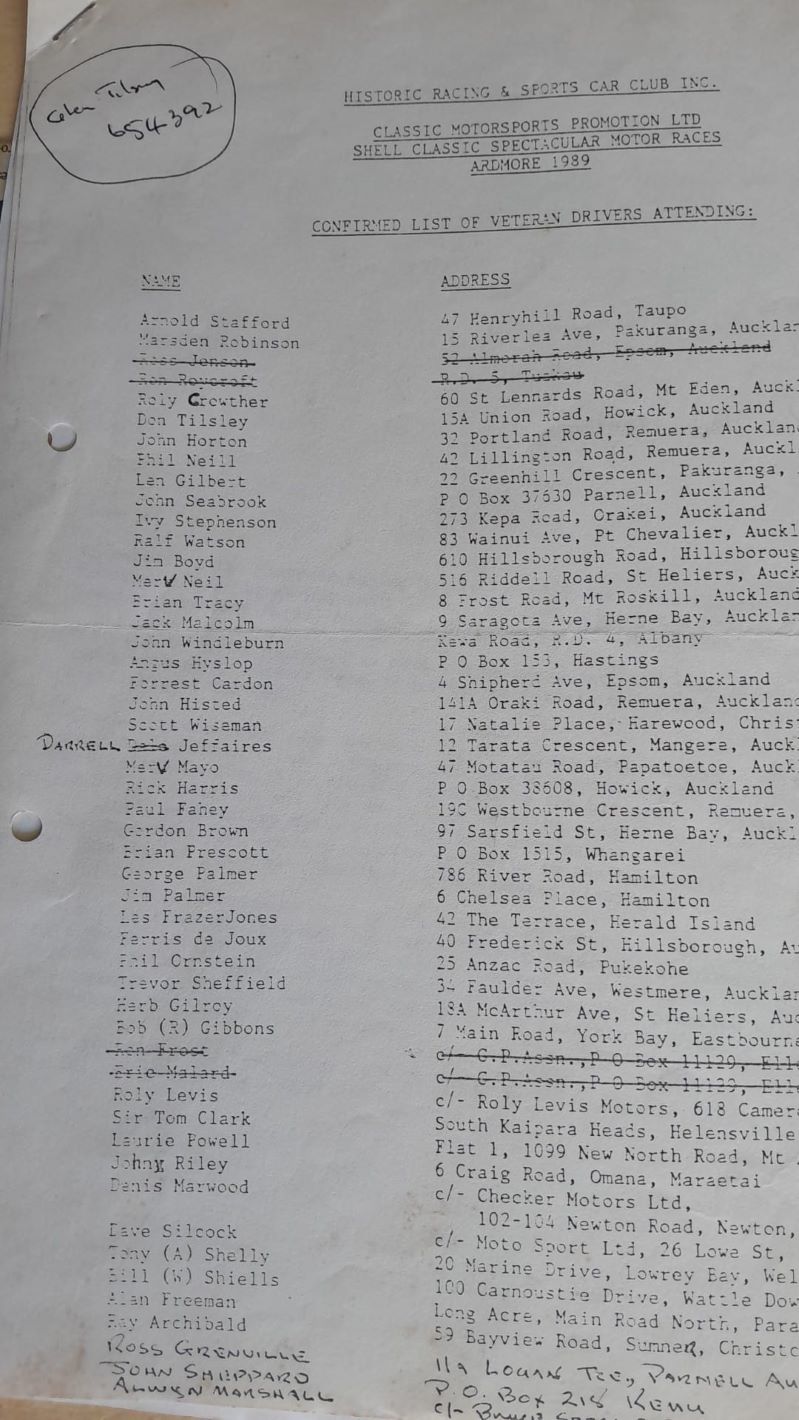 654392
HISTORIC RACING & SPORTS CAR CLUB INC.
CLASSIC MOTORSPORTS PROMOTION LTD
SHELL CLASSIC SPECTACULAR MOTOR RACES
ARDMORE 1989
CONFIRMED LIST OF VETERAN DRIVERS ATTENDING:
NAME ADDRESS
Arnold Stafford 47 Henryhill Road, Taupo
Marsden Robinson 15 Riverlea Ave, Pakuranga, Aucklan
Ross Jensen 52 Almorah Road, Epsom, Auckland
Ron Roycroft R.D. 5, Tuakau
Roly Crowther 60 St Lennards Road, Mt Eden, Auckl
Don Tilsley 15A Union Road, Howick, Auckland
John Horton 32 Portland Road, Remuera, Auckland
Phil Neill 42 Lillington Road, Remuera, Auckl
Len Gilbert 22 Greenhill Crescent, Pakuranga,
John Seabrook P O Box 37630 Parnell, Auckland
Ivy Stephenson 273 Kepa Road, Orakei, Auckland
Ralf Watson 83 Wainui Ave, Pt Chevalier, Auckl
Jim Boyd 610 Hillsborough Road, Hillsboroug
MerV Neil 516 Riddell Road, St Heliers, Auck
Brian Tracy 8 Frost Road, Mt Roskill, Auckland
Jack Malcolm 9 Saragota Ave, Herne Bay, Aucklan
John Windleburn Road, R.D. 4, Albany
Angus Hyslop P O Box 153, Hastings
Forrest Cardon 4 Shipherd Ave, Epsom, Auckland
John Histed 141A Oraki Road, Remuera, Auckland
Scott Wiseman 17 Natalie Place, Harewood, Christ
DARRELL Jeffaires 12 Tarata Crescent, Mangere, Auckl
MerV Mayo 47 Motatau Road, Papatoetoe, Auckl
Rick Harris P O Box 38608, Howick, Auckland
Paul Fahey 19C Westbourne Crescent, Remuera,
Gordon Brown 97 Sarsfield St, Herne Bay, Auckl
Brian Prescott P O Box 1515, Whangarei
George Palmer 786 River Road, Hamilton
Jim Palmer 6 Chelsea Place, Hamilton
Les FrazerJones 42 The Terrace, Herald Island
Ferris de Joux 40 Frederick St, Hillsborough, Au
Phil Ornstein 25 Anzac Road, Pukekohe
Trevor Sheffield 34 Faulder Ave, Westmere, Aucklan
Herb Gilroy 18A McArthur Ave, St Heliers, Auc
Bob (R) Gibbons 7 Main Road, York Bay, Eastbourne
Ron Frost c/- G.P.Assn.,P O Box 11129, Ell
Eric Malard c/- G.P.Assn.,P O Box 11129, Ell
Roly Levis c/- Roly Levis Motors, 618 Camer
Sir Tom Clark South Kaipara Heads, Helensville
Laurie Powell Flat 1, 1099 New North Road, Mt
Johny Riley 6 Craig Road, Omana, Maraetai
Denis Marwood c/- Checker Motors Ltd,
102-104 Newton Road, Newton,
Dave Silcock c/- Moto Sport Ltd, 26 Lowe St,
Tony (A) Shelly 20 Marine Drive, Lowrey Bay, Wel
Bill (W) Shiells 100 Carnoustie Drive, Wattle Dow
Alan Freeman Long Acre, Main Road North, Para
Ray Archibald 59 Bayview Road, Sumner, Christc
ROSS GRENVILLE 11A LOGAN TCE, PARNELL AU
JOHN SHEPPARD P.O. BOX 218
ALWYN MARSHALL c/-